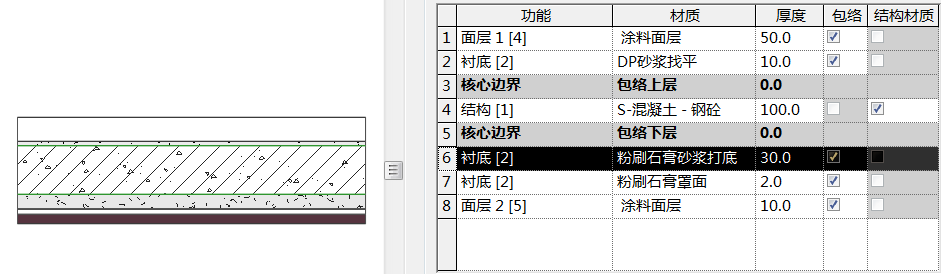 功能 材质 厚度 包络 结构材质
1 面层 1 [4] 涂料面层 50.0
2 衬底 [2] DP砂浆找平 10.0
3 核心边界 包络上层 0.0
4 结构 [1] S-混凝土 - 钢砼 100.0
5 核心边界 包络下层 0.0
6 衬底 [2] 粉刷石膏砂浆打底 30.0
7 衬底 [2] 粉刷石膏罩面 2.0
8 面层 2 [5] 涂料面层 10.0